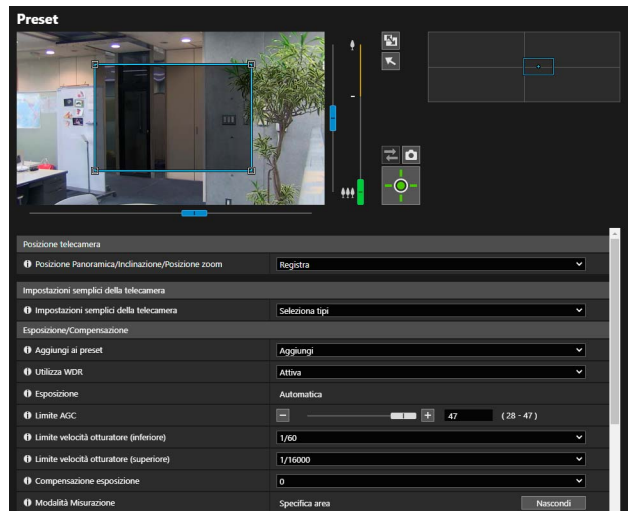 Preset
Posizione telecamera
Posizione Panoramica/Inclinazione/Posizione zoom Registra
Impostazioni semplici della telecamera
Impostazioni semplici della telecamera Seleziona tipi
Esposizione/Compensazione
Aggiungi ai preset Aggiungi
Utilizza WDR Attiva
Esposizione Automatica
Limite AGC 47 ( 28 - 47 )
Limite velocità otturatore (inferiore) 1/60
Limite velocità otturatore (superiore) 1/16000
Compensazione esposizione 0
Modalità Misurazione Specifica area Nascondi